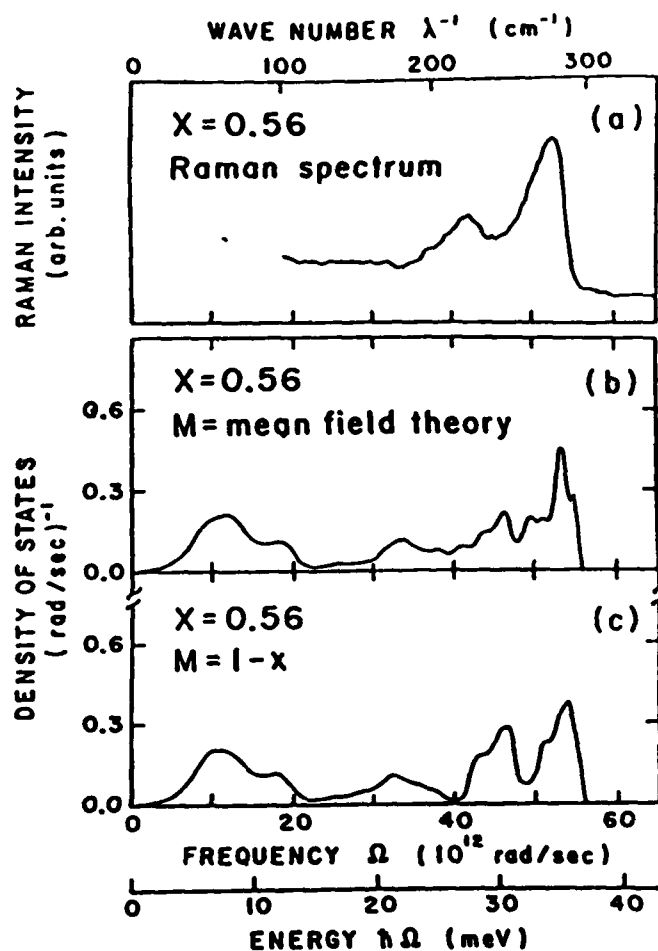 WAVE NUMBER λ⁻¹ (cm⁻¹)
0 100 200 300
RAMAN INTENSITY
(arb. units)
X = 0.56
(a)
Raman spectrum
X = 0.56
(b)
M = mean field theory
0.6
0.3
0.0
DENSITY OF STATES
(rad/sec)⁻¹
X = 0.56
(c)
M = 1-x
0.6
0.3
0.0
0 20 40 60
FREQUENCY Ω (10¹² rad/sec)
0 10 20 30 40
ENERGY ħΩ (meV)